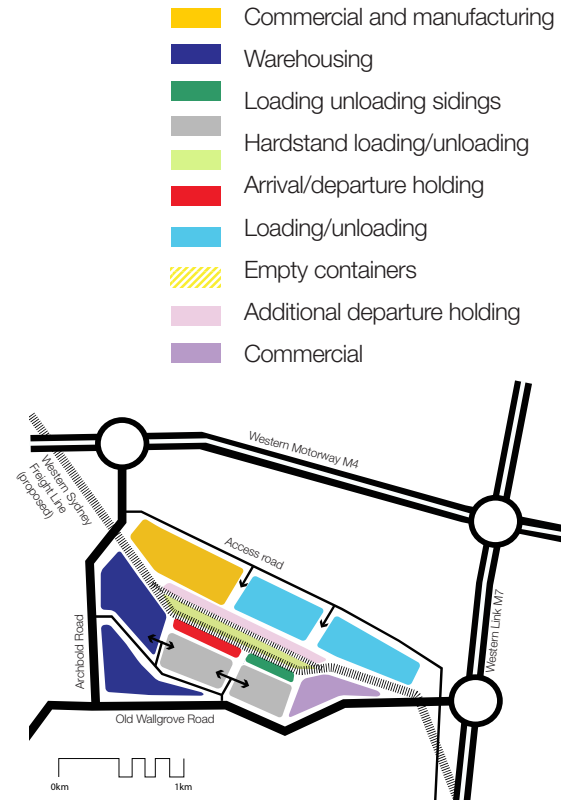 Commercial and manufacturing
Warehousing
Loading unloading sidings
Hardstand loading/unloading
Arrival/departure holding
Loading/unloading
Empty containers
Additional departure holding
Commercial
Western Motorway M4
Western Sydney
Freight Line
(proposed)
Access road
Archbold Road
Western Link M7
Old Wallgrove Road
0km
1km